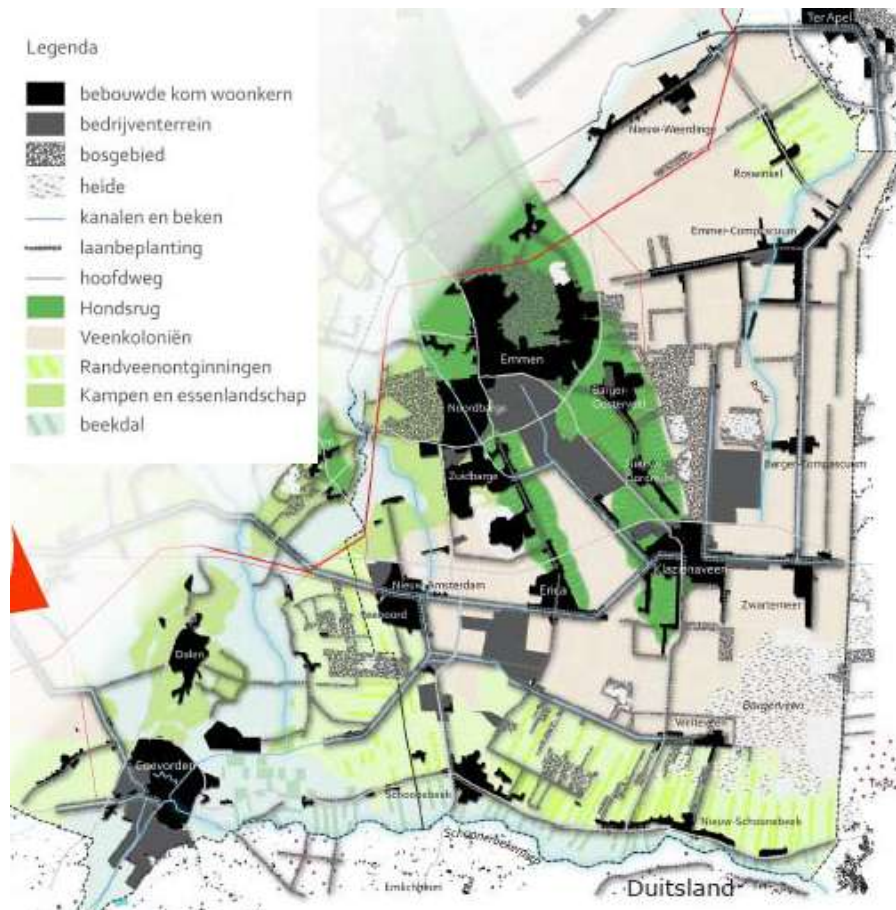 Legenda
bebouwde kom woonkern
bedrijventerrein
bosgebied
heide
kanalen en beken
laanbeplanting
hoofdweg
Hondsrug
Veenkoloniën
Randveenontginningen
Kampen en essenlandschap
beekdal
Ter Apel
Nieuw-Weerdinge
Roswinkel
Emmer-Compascuum
Emmen
Barger-Oosterveld
Noordbarge
Zuidbarge
Barger-Compascuum
Klazienaveen
Nieuw-Amsterdam
Erica
Zwartemeer
Dalen
Bargerveen
Weiteveen
Coevorden
Schoonebeek
Nieuw-Schoonebeek
Schoonebekerdiep
Emlichheim
Duitsland